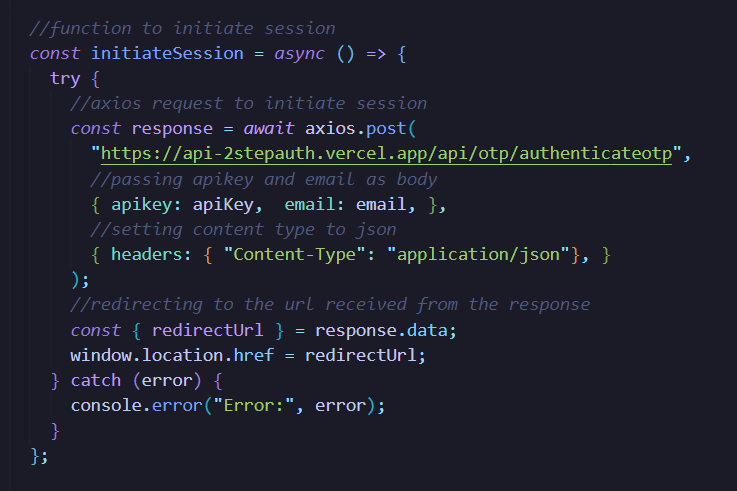 //function to initiate session
const initiateSession = async () => {
try {
//axios request to initiate session
const response = await axios.post(
"https://api-2stepauth.vercel.app/api/otp/authenticateotp",
//passing apikey and email as body
{ apikey: apiKey,  email: email, },
//setting content type to json
{ headers: { "Content-Type": "application/json"}, }
);
//redirecting to the url received from the response
const { redirectUrl } = response.data;
window.location.href = redirectUrl;
} catch (error) {
console.error("Error:", error);
}
};